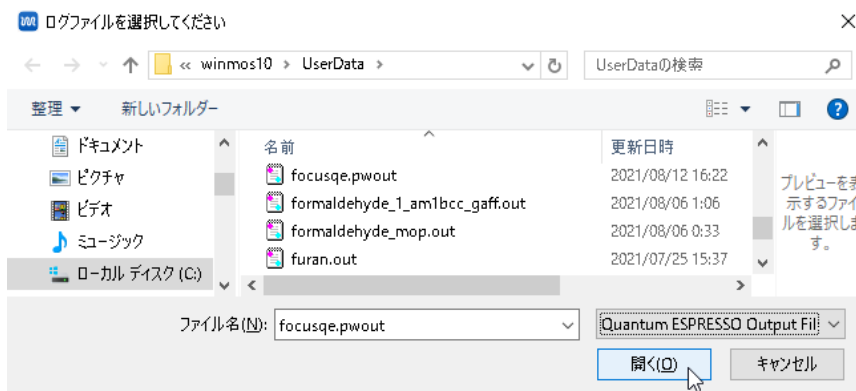 ログファイルを選択してください
« winmos10 > UserData >
UserDataの検索
整理
新しいフォルダー
ドキュメント
ピクチャ
ビデオ
ミュージック
ローカル ディスク (C:)
名前
更新日時
focusqe.pwout
2021/08/12 16:22
formaldehyde_1_am1bcc_gaff.out
2021/08/06 1:06
formaldehyde_mop.out
2021/08/06 0:33
furan.out
2021/07/25 15:37
プレビューを表
示するファイ
ルを選択しま
す。
ファイル名(N):
focusqe.pwout
Quantum ESPRESSO Output Fil
開く(O)
キャンセル